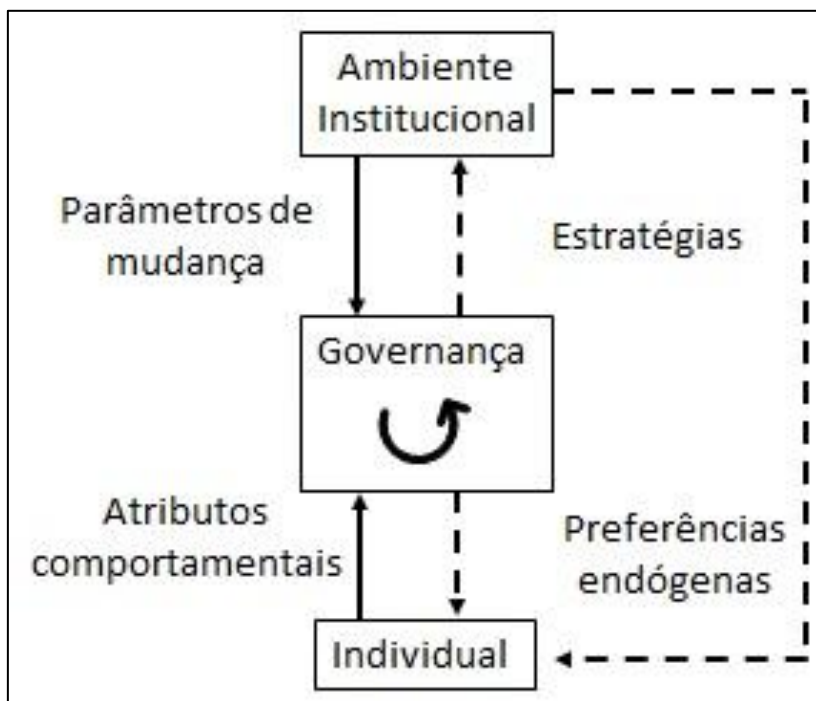 Ambiente
Institucional
Parâmetros de
mudança
Estratégias
Governança
Atributos
comportamentais
Preferências
endógenas
Individual